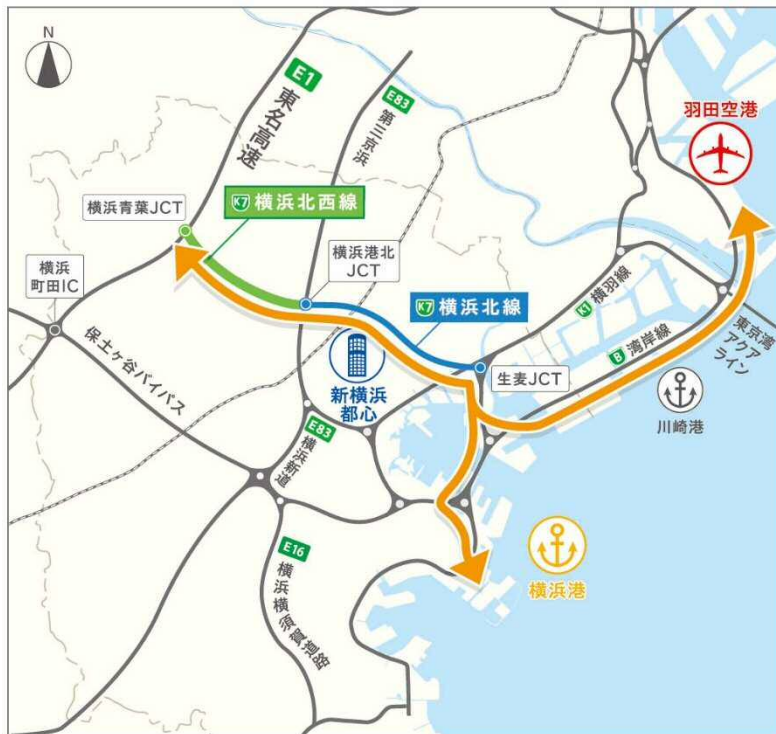 N
E1
東名高速
E83
第三京浜
羽田空港
K7 横浜北西線
横浜青葉JCT
横浜港北
JCT
横浜
町田IC
K7 横浜北線
K1 横羽線
保土ヶ谷バイパス
新横浜
都心
生麦JCT
B 湾岸線
東京湾
アクア
ライン
川崎港
E83
横浜新道
E16
横浜横須賀道路
横浜港